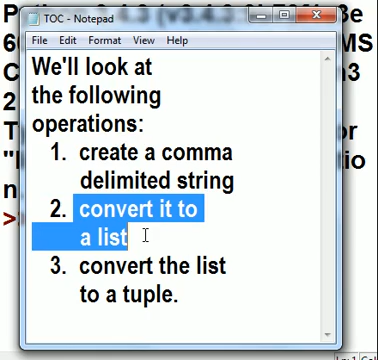 TOC - Notepad
File Edit Format View Help
We'll look at
the following
operations:
1. create a comma
delimited string
2. convert it to
a list
3. convert the list
to a tuple.